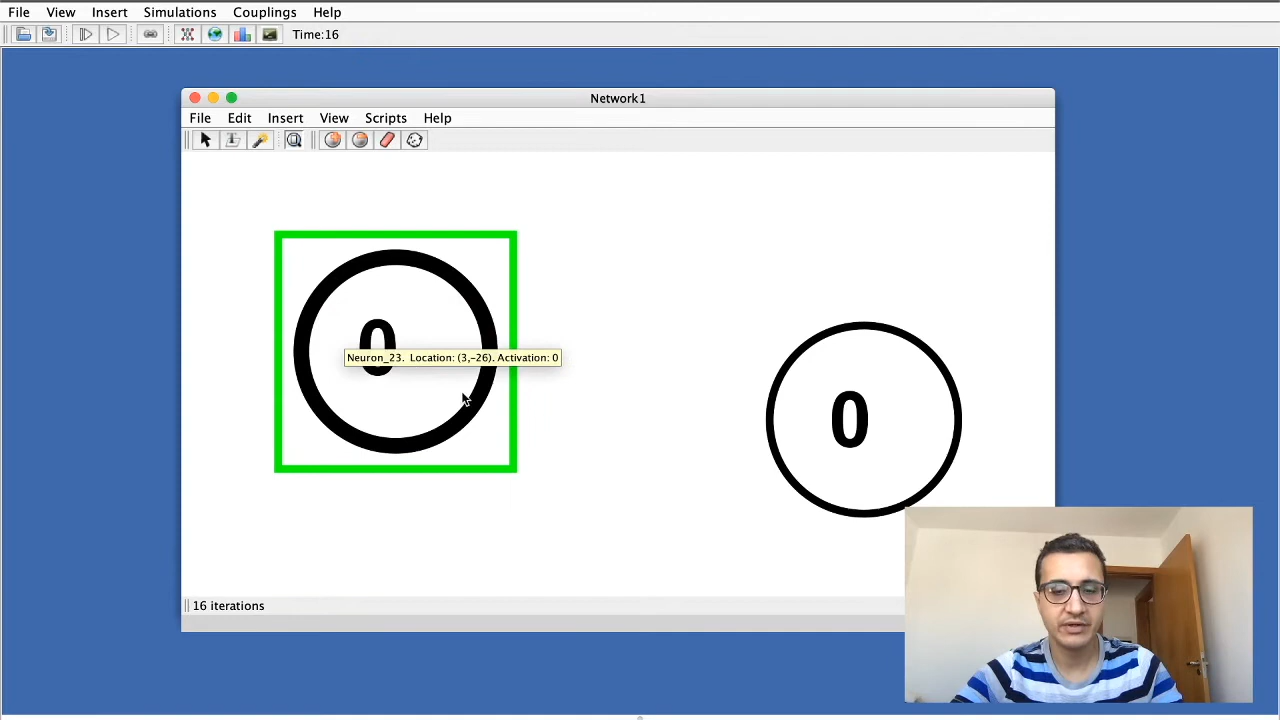 File View Insert Simulations Couplings Help
Time:16
Network1
File Edit Insert View Scripts Help
0
Neuron_23. Location: (3,-26). Activation: 0
0
16 iterations